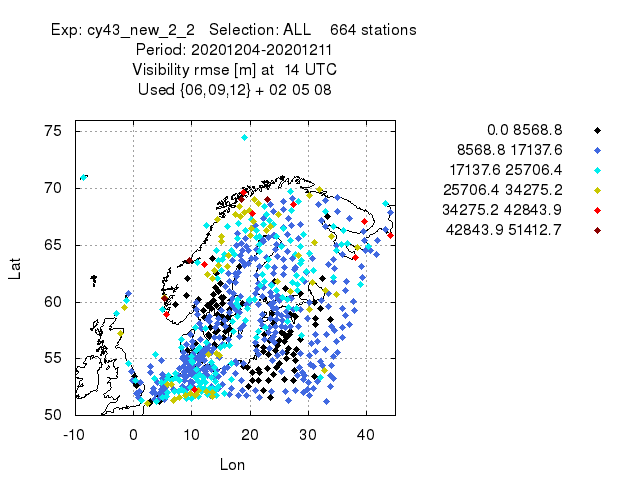 Exp: cy43_new_2_2   Selection: ALL    664 stations
Period: 20201204-20201211
Visibility rmse [m] at  14 UTC
Used {06,09,12} + 02 05 08
0.0 8568.8
8568.8 17137.6
17137.6 25706.4
25706.4 34275.2
34275.2 42843.9
42843.9 51412.7
75
70
65
60
55
50
Lat
-10 0 10 20 30 40
Lon